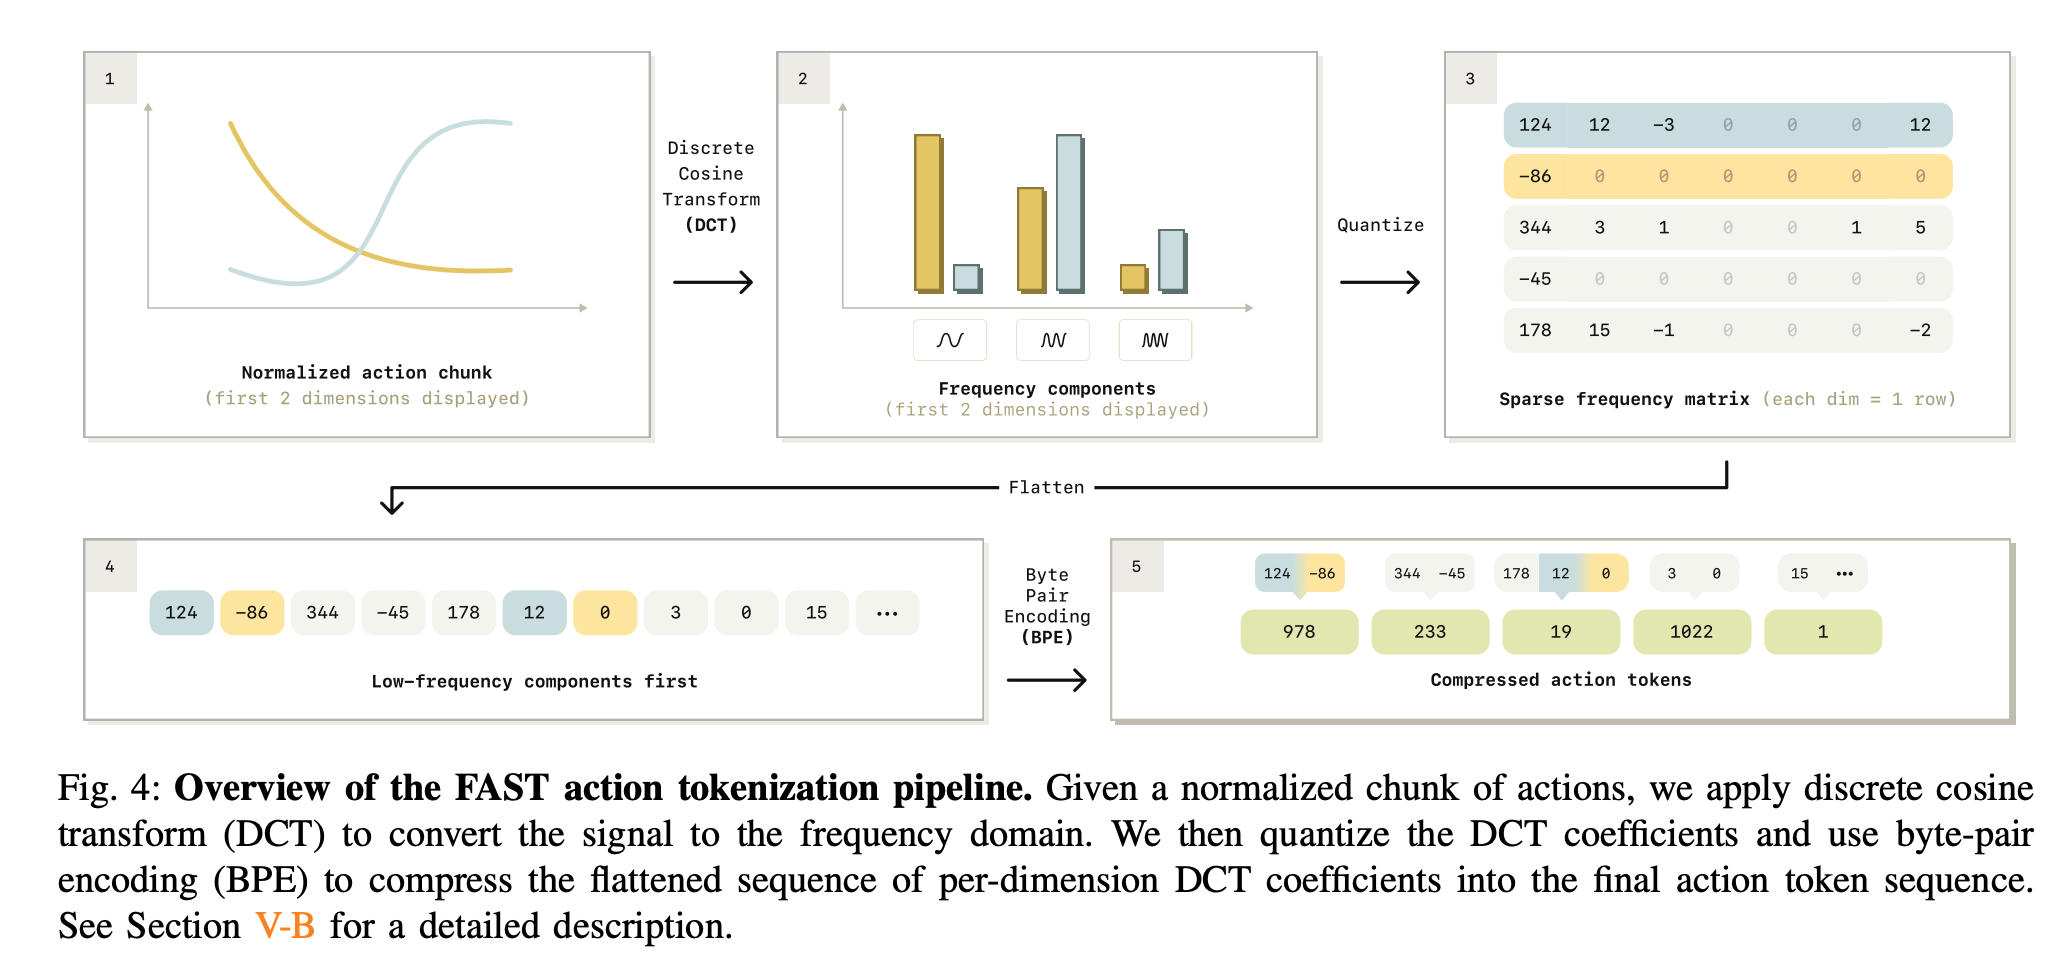 1
Discrete
Cosine
Transform
(DCT)
Normalized action chunk
(first 2 dimensions displayed)
2
Frequency components
(first 2 dimensions displayed)
Quantize
3
124 12 −3 0 0 0 12
−86 0 0 0 0 0 0
344 3 1 0 0 1 5
−45 0 0 0 0 0 0
178 15 −1 0 0 0 −2
Sparse frequency matrix (each dim = 1 row)
Flatten
4
124 −86 344 −45 178 12 0 3 0 15 •••
Low−frequency components first
Byte
Pair
Encoding
(BPE)
5
124 −86 344 −45 178 12 0 3 0 15 •••
978 233 19 1022 1
Compressed action tokens
Fig. 4: Overview of the FAST action tokenization pipeline. Given a normalized chunk of actions, we apply discrete cosine
transform (DCT) to convert the signal to the frequency domain. We then quantize the DCT coefficients and use byte-pair
encoding (BPE) to compress the flattened sequence of per-dimension DCT coefficients into the final action token sequence.
See Section V-B for a detailed description.